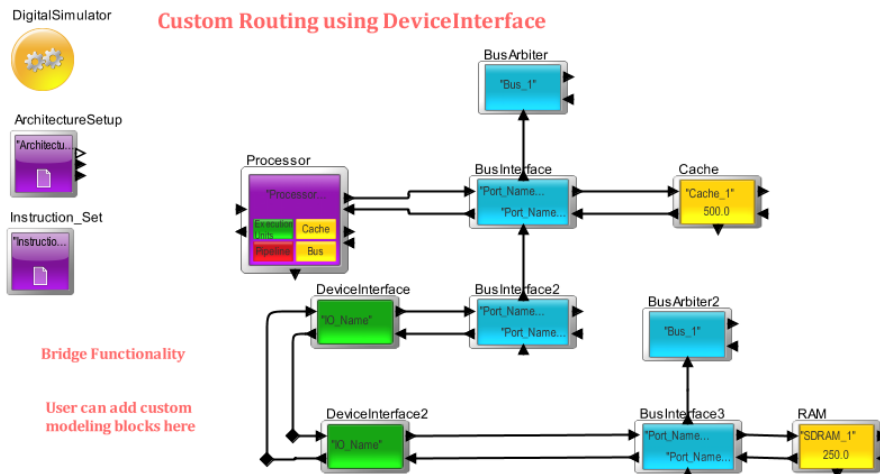 DigitalSimulator
Custom Routing using DeviceInterface
BusArbiter
"Bus_1"
ArchitectureSetup
"Architectu...
Processor
"Processor...
Execution
Units
Cache
Pipeline
Bus
BusInterface
"Port_Name...
"Port_Name...
Cache
"Cache_1"
500.0
Instruction_Set
"Instructio...
DeviceInterface
"IO_Name"
BusInterface2
"Port_Name...
"Port_Name...
BusArbiter2
"Bus_1"
Bridge Functionality
User can add custom
modeling blocks here
DeviceInterface2
"IO_Name"
BusInterface3
"Port_Name...
"Port_Name...
RAM
"SDRAM_1"
250.0